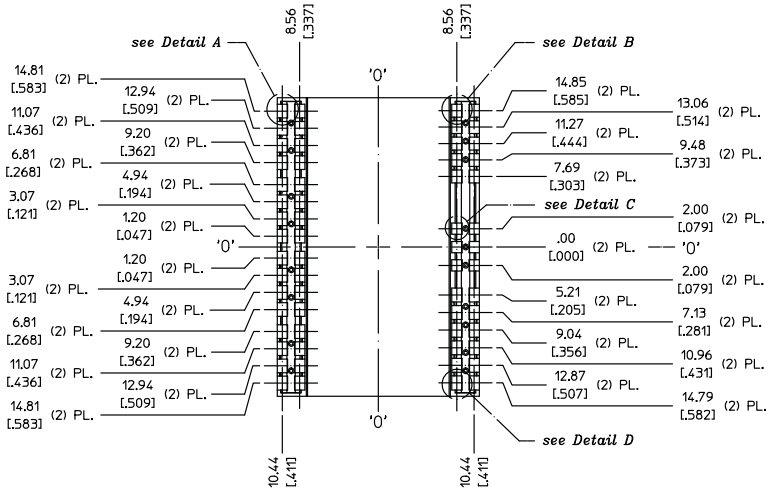 8.56
[.337]
8.56
[.337]
see Detail A
see Detail B
'0'
14.81
[.583] (2) PL.
12.94
[.509] (2) PL.
11.07
[.436] (2) PL.
9.20
[.362] (2) PL.
6.81
[.268] (2) PL.
4.94
[.194] (2) PL.
3.07
[.121] (2) PL.
1.20
[.047] (2) PL.
'0'
1.20
[.047] (2) PL.
3.07
[.121] (2) PL.
4.94
[.194] (2) PL.
6.81
[.268] (2) PL.
9.20
[.362] (2) PL.
11.07
[.436] (2) PL.
12.94
[.509] (2) PL.
14.81
[.583] (2) PL.
14.85
[.585] (2) PL.
13.06
[.514] (2) PL.
11.27
[.444] (2) PL.
9.48
[.373] (2) PL.
7.69
[.303] (2) PL.
see Detail C
2.00
[.079] (2) PL.
.00
[.000] (2) PL.
'0'
2.00
[.079] (2) PL.
5.21
[.205] (2) PL.
7.13
[.281] (2) PL.
9.04
[.356] (2) PL.
10.96
[.431] (2) PL.
12.87
[.507] (2) PL.
14.79
[.582] (2) PL.
'0'
see Detail D
10.44
[.411]
10.44
[.411]